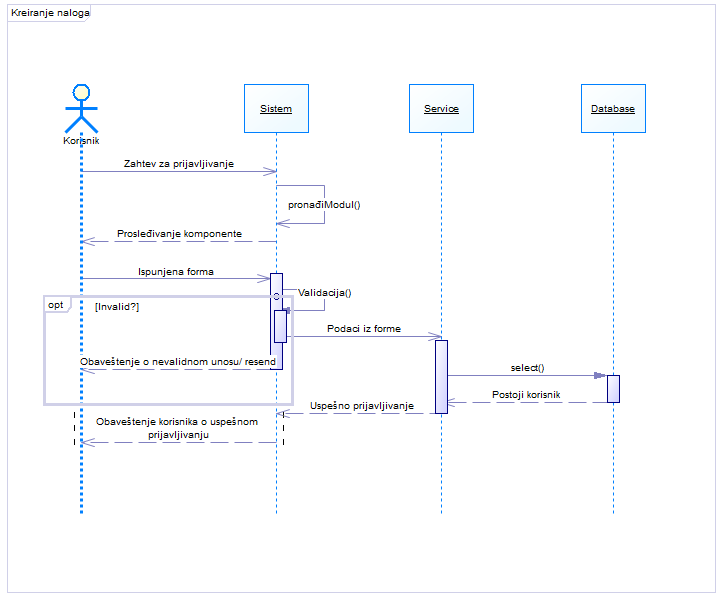 Kreiranje naloga
Korisnik
Sistem
Service
Database
Zahtev za prijavljivanje
pronađiModul()
Prosleđivanje komponente
Ispunjena forma
Validacija()
opt
[Invalid?]
Podaci iz forme
Obaveštenje o nevalidnom unosu/ resend
select()
Postoji korisnik
Uspešno prijavljivanje
Obaveštenje korisnika o uspešnom
prijavljivanju